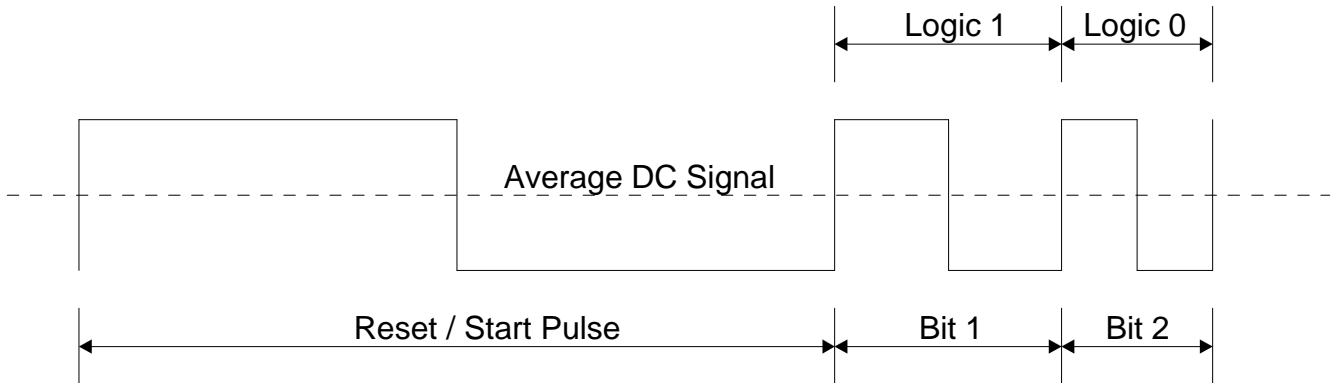 Logic 1
Logic 0
Average DC Signal
Reset / Start Pulse
Bit 1
Bit 2